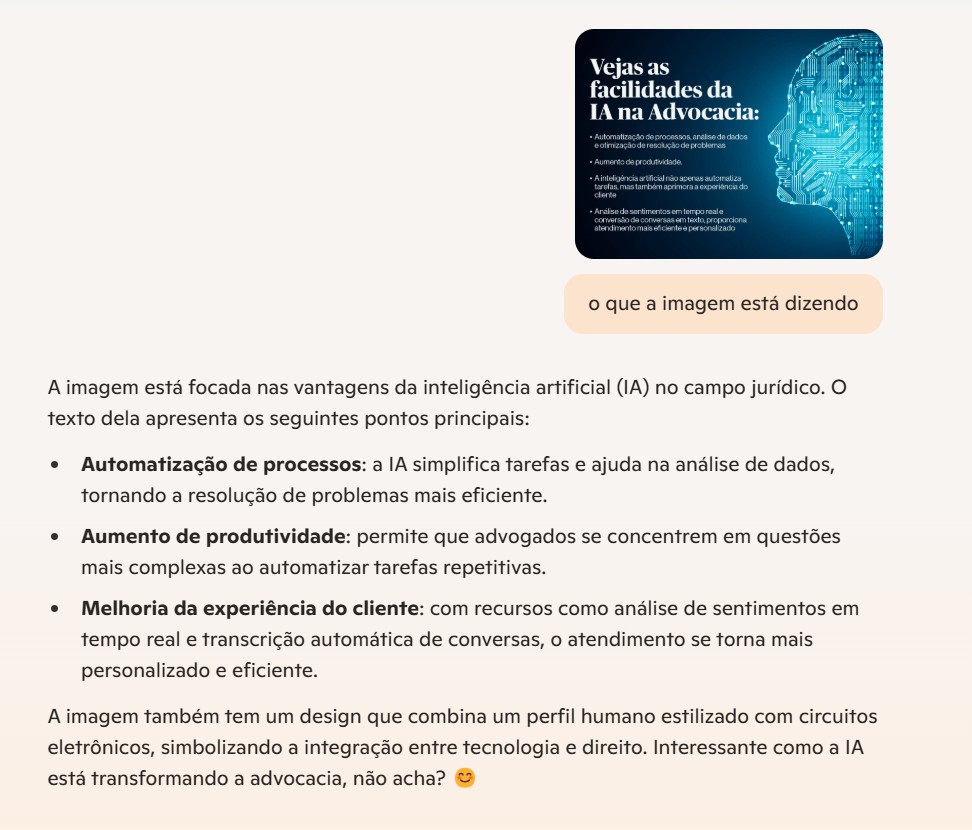 Vejas as
facilidades da
IA na Advocacia:
• Automatização de processos, análise de dados
e otimização de resolução de problemas
• Aumento de produtividade.
• A inteligência artificial não apenas automatiza
tarefas, mas também aprimora a experiência do
cliente
• Análise de sentimentos em tempo real e
conversão de conversas em texto, proporciona
atendimento mais eficiente e personalizado
o que a imagem está dizendo
A imagem está focada nas vantagens da inteligência artificial (IA) no campo jurídico. O
texto dela apresenta os seguintes pontos principais:
• Automatização de processos: a IA simplifica tarefas e ajuda na análise de dados,
tornando a resolução de problemas mais eficiente.
• Aumento de produtividade: permite que advogados se concentrem em questões
mais complexas ao automatizar tarefas repetitivas.
• Melhoria da experiência do cliente: com recursos como análise de sentimentos em
tempo real e transcrição automática de conversas, o atendimento se torna mais
personalizado e eficiente.
A imagem também tem um design que combina um perfil humano estilizado com circuitos
eletrônicos, simbolizando a integração entre tecnologia e direito. Interessante como a IA
está transformando a advocacia, não acha? 😊